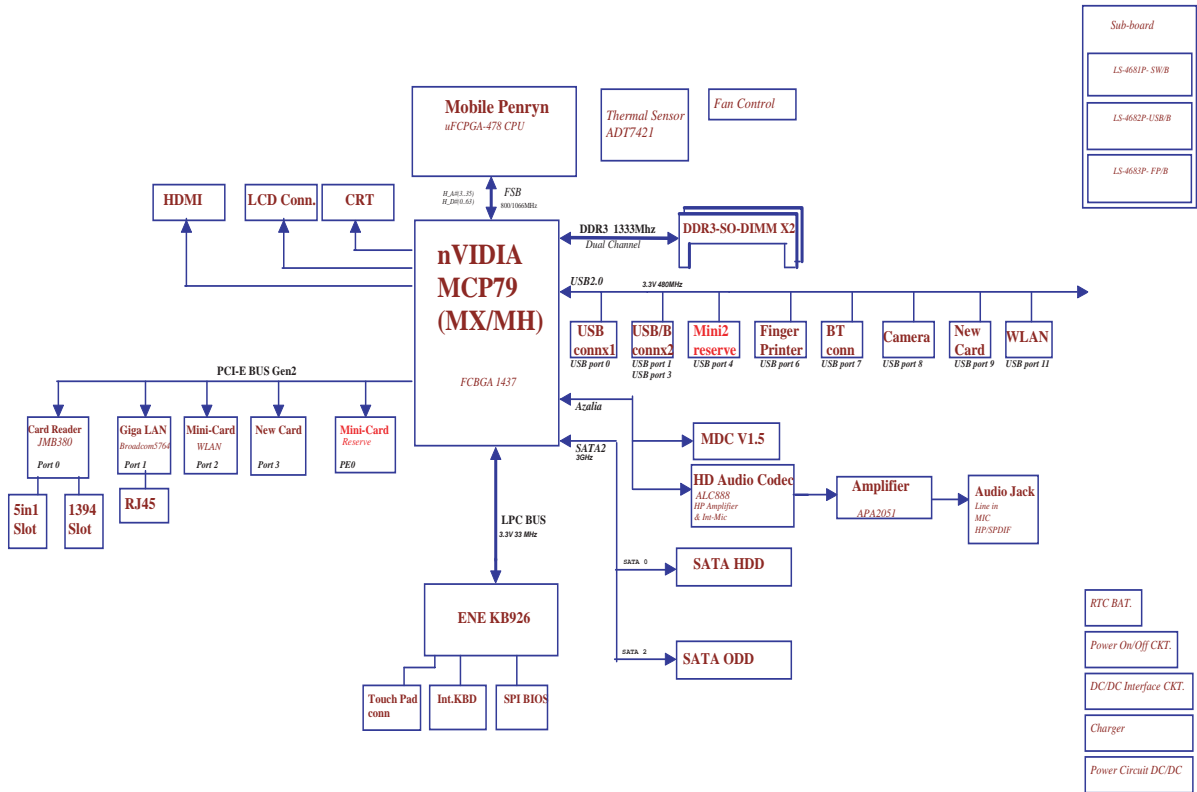 Sub-board
LS-4681P- SW/B
LS-4682P-USB/B
LS-4683P- FP/B
Mobile Penryn
uFCPGA-478 CPU
Thermal Sensor
ADT7421
Fan Control
H_A#(3..35)
H_D#(0..63)
FSB
800/1066MHz
HDMI
LCD Conn.
CRT
nVIDIA
MCP79
(MX/MH)
FCBGA 1437
DDR3 1333Mhz
Dual Channel
DDR3-SO-DIMM X2
USB2.0
3.3V 480MHz
USB
connx1
USB port 0
USB/B
connx2
USB port 1
USB port 3
Mini2
reserve
USB port 4
Finger
Printer
USB port 6
BT
conn
USB port 7
Camera
USB port 8
New
Card
USB port 9
WLAN
USB port 11
PCI-E BUS Gen2
Card Reader
JMB380
Port 0
Giga LAN
Broadcom5764
Port 1
Mini-Card
WLAN
Port 2
New Card
Port 3
Mini-Card
Reserve
PE0
5in1
Slot
1394
Slot
RJ45
Azalia
SATA2
3GHz
MDC V1.5
HD Audio Codec
ALC888
HP Amplifier
& Int-Mic
Amplifier
APA2051
Audio Jack
Line in
MIC
HP/SPDIF
LPC BUS
3.3V 33 MHz
SATA 0
SATA HDD
SATA 2
SATA ODD
ENE KB926
Touch Pad
conn
Int.KBD
SPI BIOS
RTC BAT.
Power On/Off CKT.
DC/DC Interface CKT.
Charger
Power Circuit DC/DC